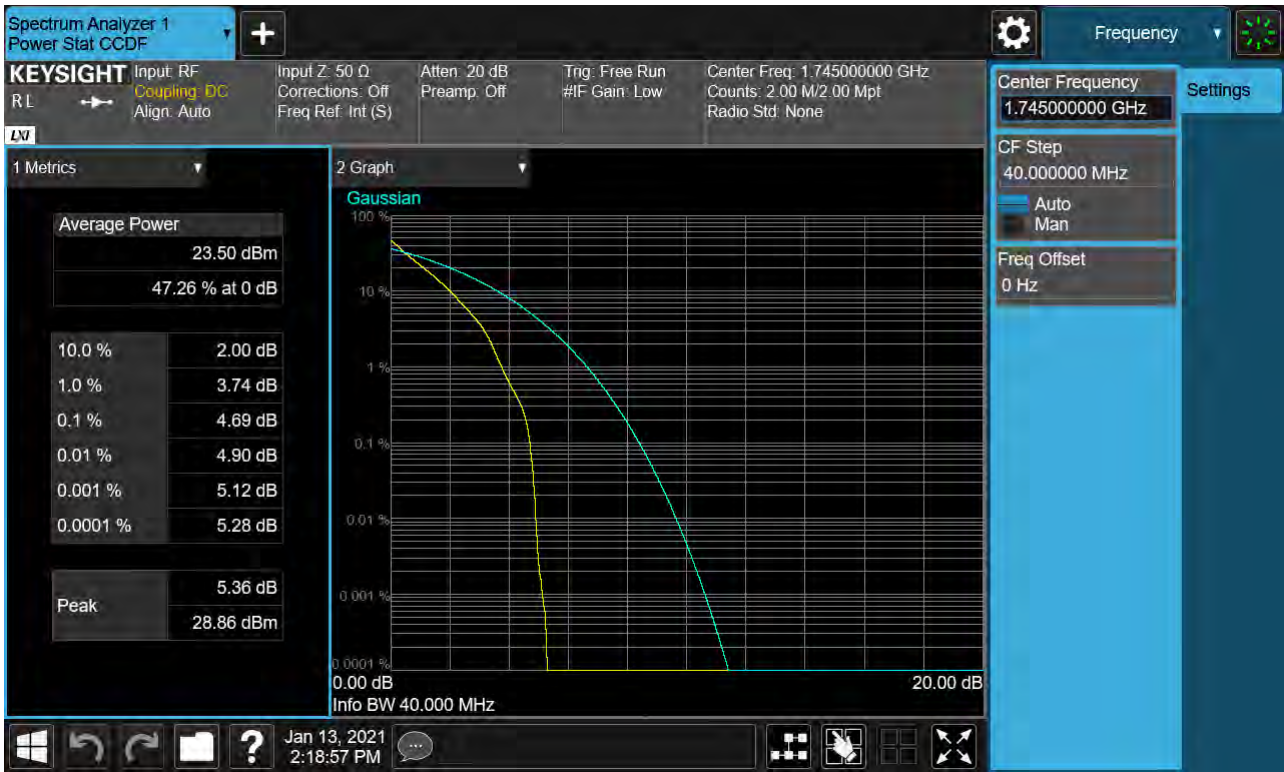 Spectrum Analyzer 1
Power Stat CCDF
▼
+
Frequency
▼
KEYSIGHT
RL
LXI
Input: RF
Coupling: DC
Align: Auto
Input Z: 50 Ω
Corrections: Off
Freq Ref: Int (S)
Atten: 20 dB
Preamp: Off
Trig: Free Run
#IF Gain: Low
Center Freq: 1.745000000 GHz
Counts: 2.00 M/2.00 Mpt
Radio Std: None
Center Frequency
1.745000000 GHz
Settings
CF Step
40.000000 MHz
Auto
Man
Freq Offset
0 Hz
1 Metrics ▼
Average Power
23.50 dBm
47.26 % at 0 dB
10.0 % 2.00 dB
1.0 % 3.74 dB
0.1 % 4.69 dB
0.01 % 4.90 dB
0.001 % 5.12 dB
0.0001 % 5.28 dB
Peak
5.36 dB
28.86 dBm
2 Graph ▼
Gaussian
100 %
10 %
1 %
0.1 %
0.01 %
0.001 %
0.0001 %
0.00 dB 20.00 dB
Info BW 40.000 MHz
?
Jan 13, 2021
2:18:57 PM
...